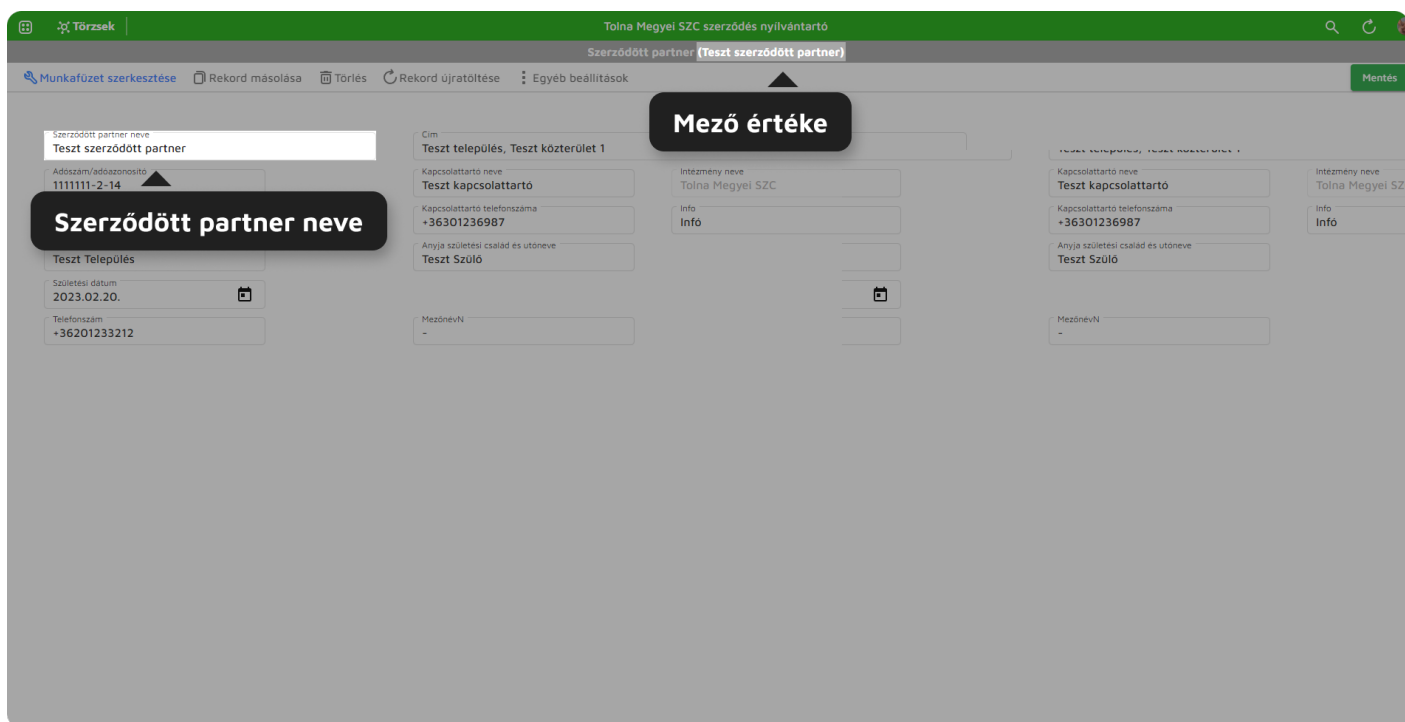 Törzsek
Tolna Megyei SZC szerződés nyílvántartó
Szerződött partner (Teszt szerződött partner)
Munkafüzet szerkesztése Rekord másolása Törlés Rekord újratöltése Egyéb beállítások Mentés
Mező értéke
Szerződött partner neve
Teszt szerződött partner
Cím
Teszt település, Teszt közterület 1
Adószám/adóazonosító
1111111-2-14
Kapcsolattartó neve
Teszt kapcsolattartó
Intézmény neve
Tolna Megyei SZC
Kapcsolattartó neve
Teszt kapcsolattartó
Intézmény neve
Tolna Megyei SZ
Szerződött partner neve
Kapcsolattartó telefonszáma
+36301236987
Infó
Infó
Kapcsolattartó telefonszáma
+36301236987
Infó
Infó
Teszt Település
Anyja születési család és utóneve
Teszt Szülő
Anyja születési család és utóneve
Teszt Szülő
Születési dátum
2023.02.20.
Telefonszám
+36201233212
MezőnévN
-
MezőnévN
-